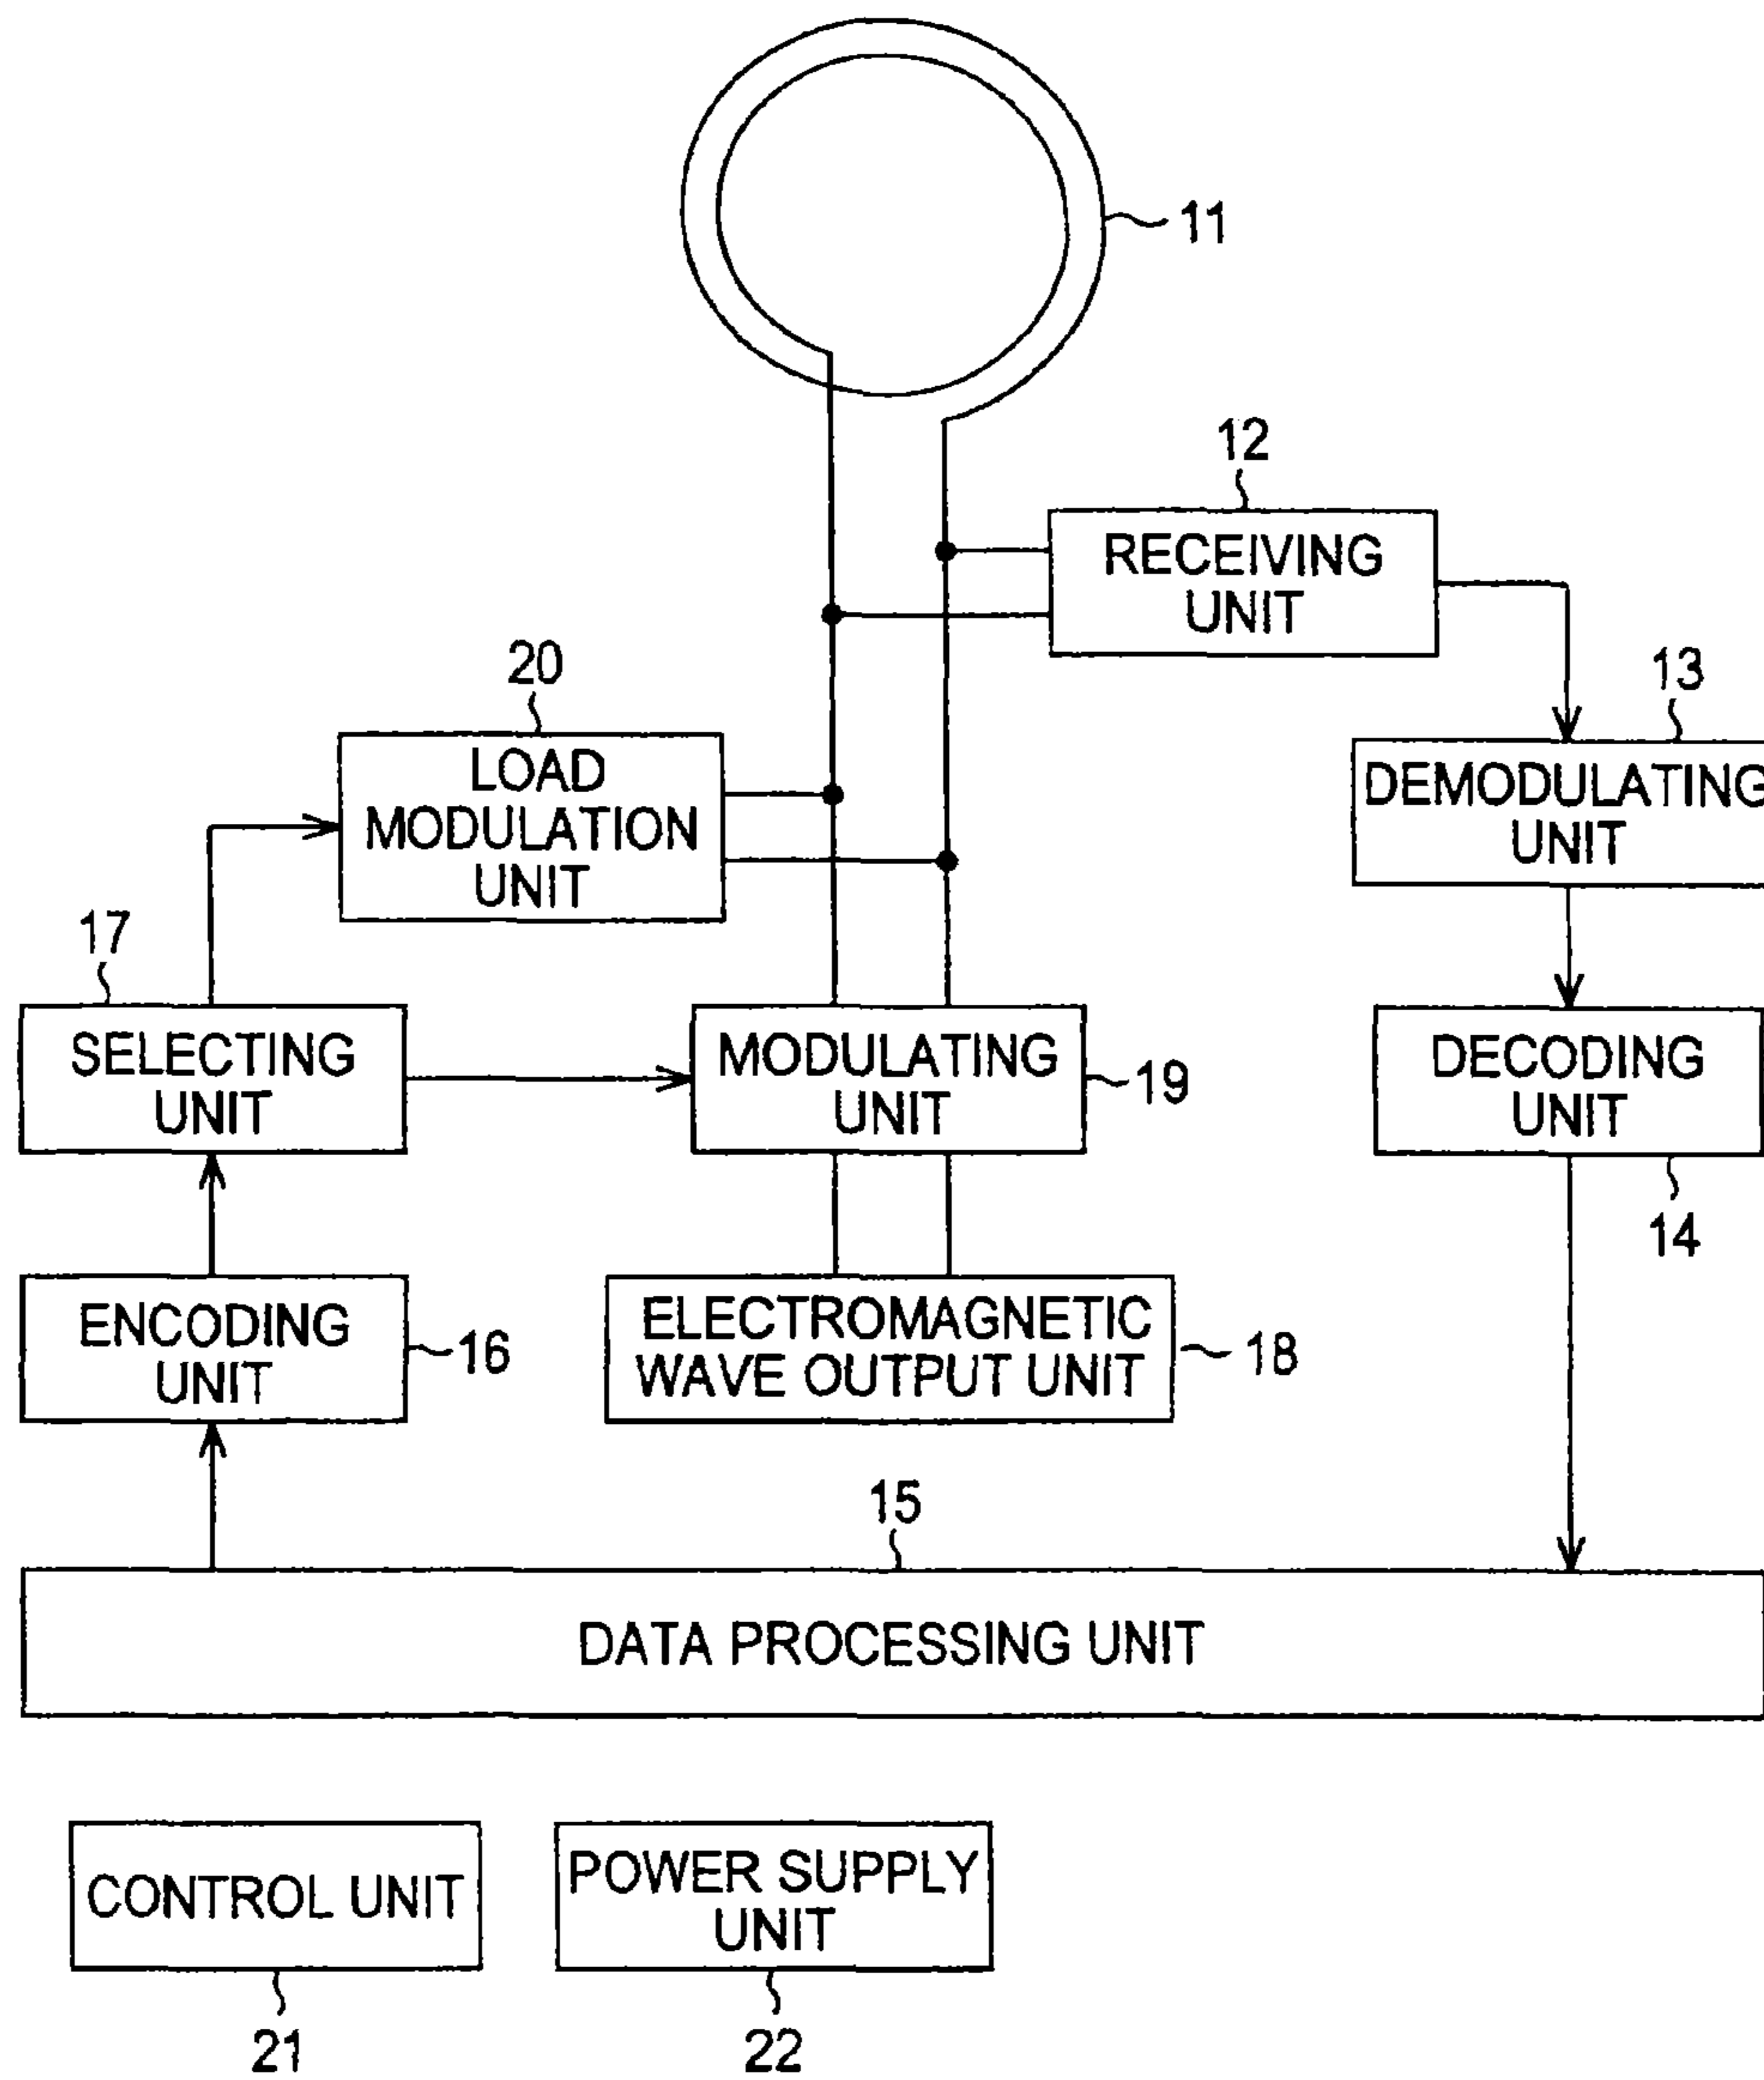 11
12
RECEIVING
UNIT
20
13
LOAD
MODULATION
UNIT
DEMODULATING
UNIT
17
SELECTING
UNIT
MODULATING
UNIT
19
DECODING
UNIT
14
ENCODING
UNIT
16
ELECTROMAGNETIC
WAVE OUTPUT UNIT
18
15
DATA PROCESSING UNIT
CONTROL UNIT
POWER SUPPLY
UNIT
21
22